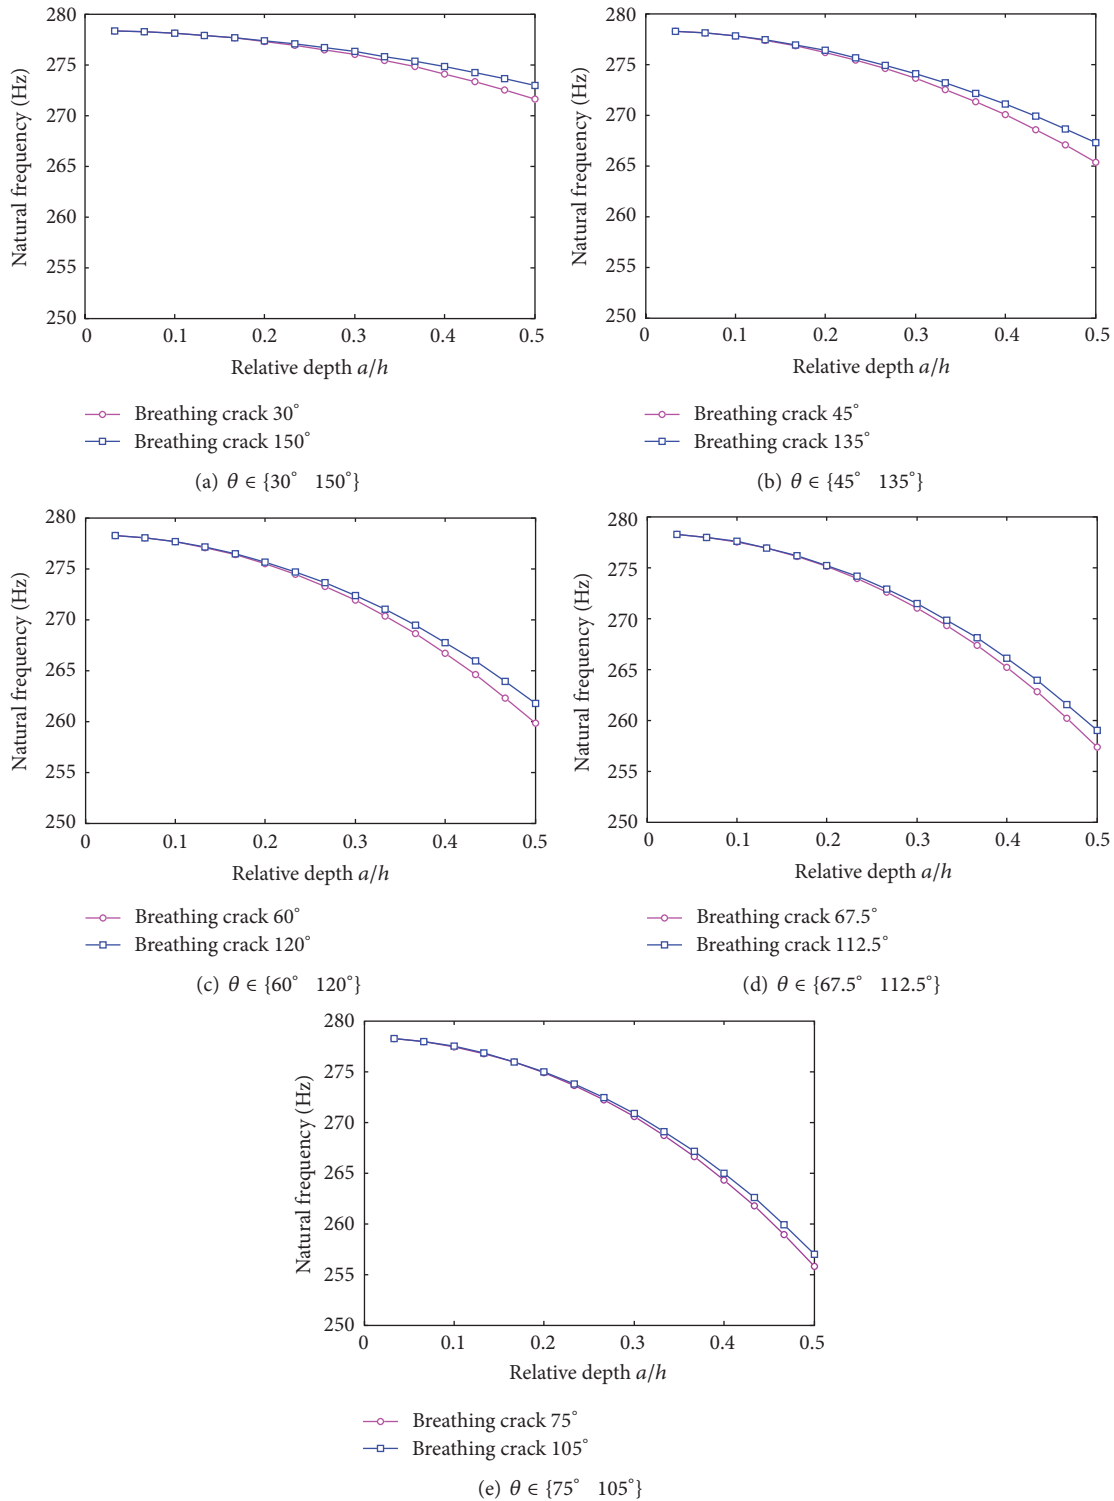 280
275
270
265
260
255
250
Natural frequency (Hz)
0 0.1 0.2 0.3 0.4 0.5
Relative depth a/h
Breathing crack 30°
Breathing crack 150°
(a) θ ∈ {30° 150°}
280
275
270
265
260
255
250
Natural frequency (Hz)
0 0.1 0.2 0.3 0.4 0.5
Relative depth a/h
Breathing crack 45°
Breathing crack 135°
(b) θ ∈ {45° 135°}
280
275
270
265
260
255
250
Natural frequency (Hz)
0 0.1 0.2 0.3 0.4 0.5
Relative depth a/h
Breathing crack 60°
Breathing crack 120°
(c) θ ∈ {60° 120°}
280
275
270
265
260
255
250
Natural frequency (Hz)
0 0.1 0.2 0.3 0.4 0.5
Relative depth a/h
Breathing crack 67.5°
Breathing crack 112.5°
(d) θ ∈ {67.5° 112.5°}
280
275
270
265
260
255
250
Natural frequency (Hz)
0 0.1 0.2 0.3 0.4 0.5
Relative depth a/h
Breathing crack 75°
Breathing crack 105°
(e) θ ∈ {75° 105°}